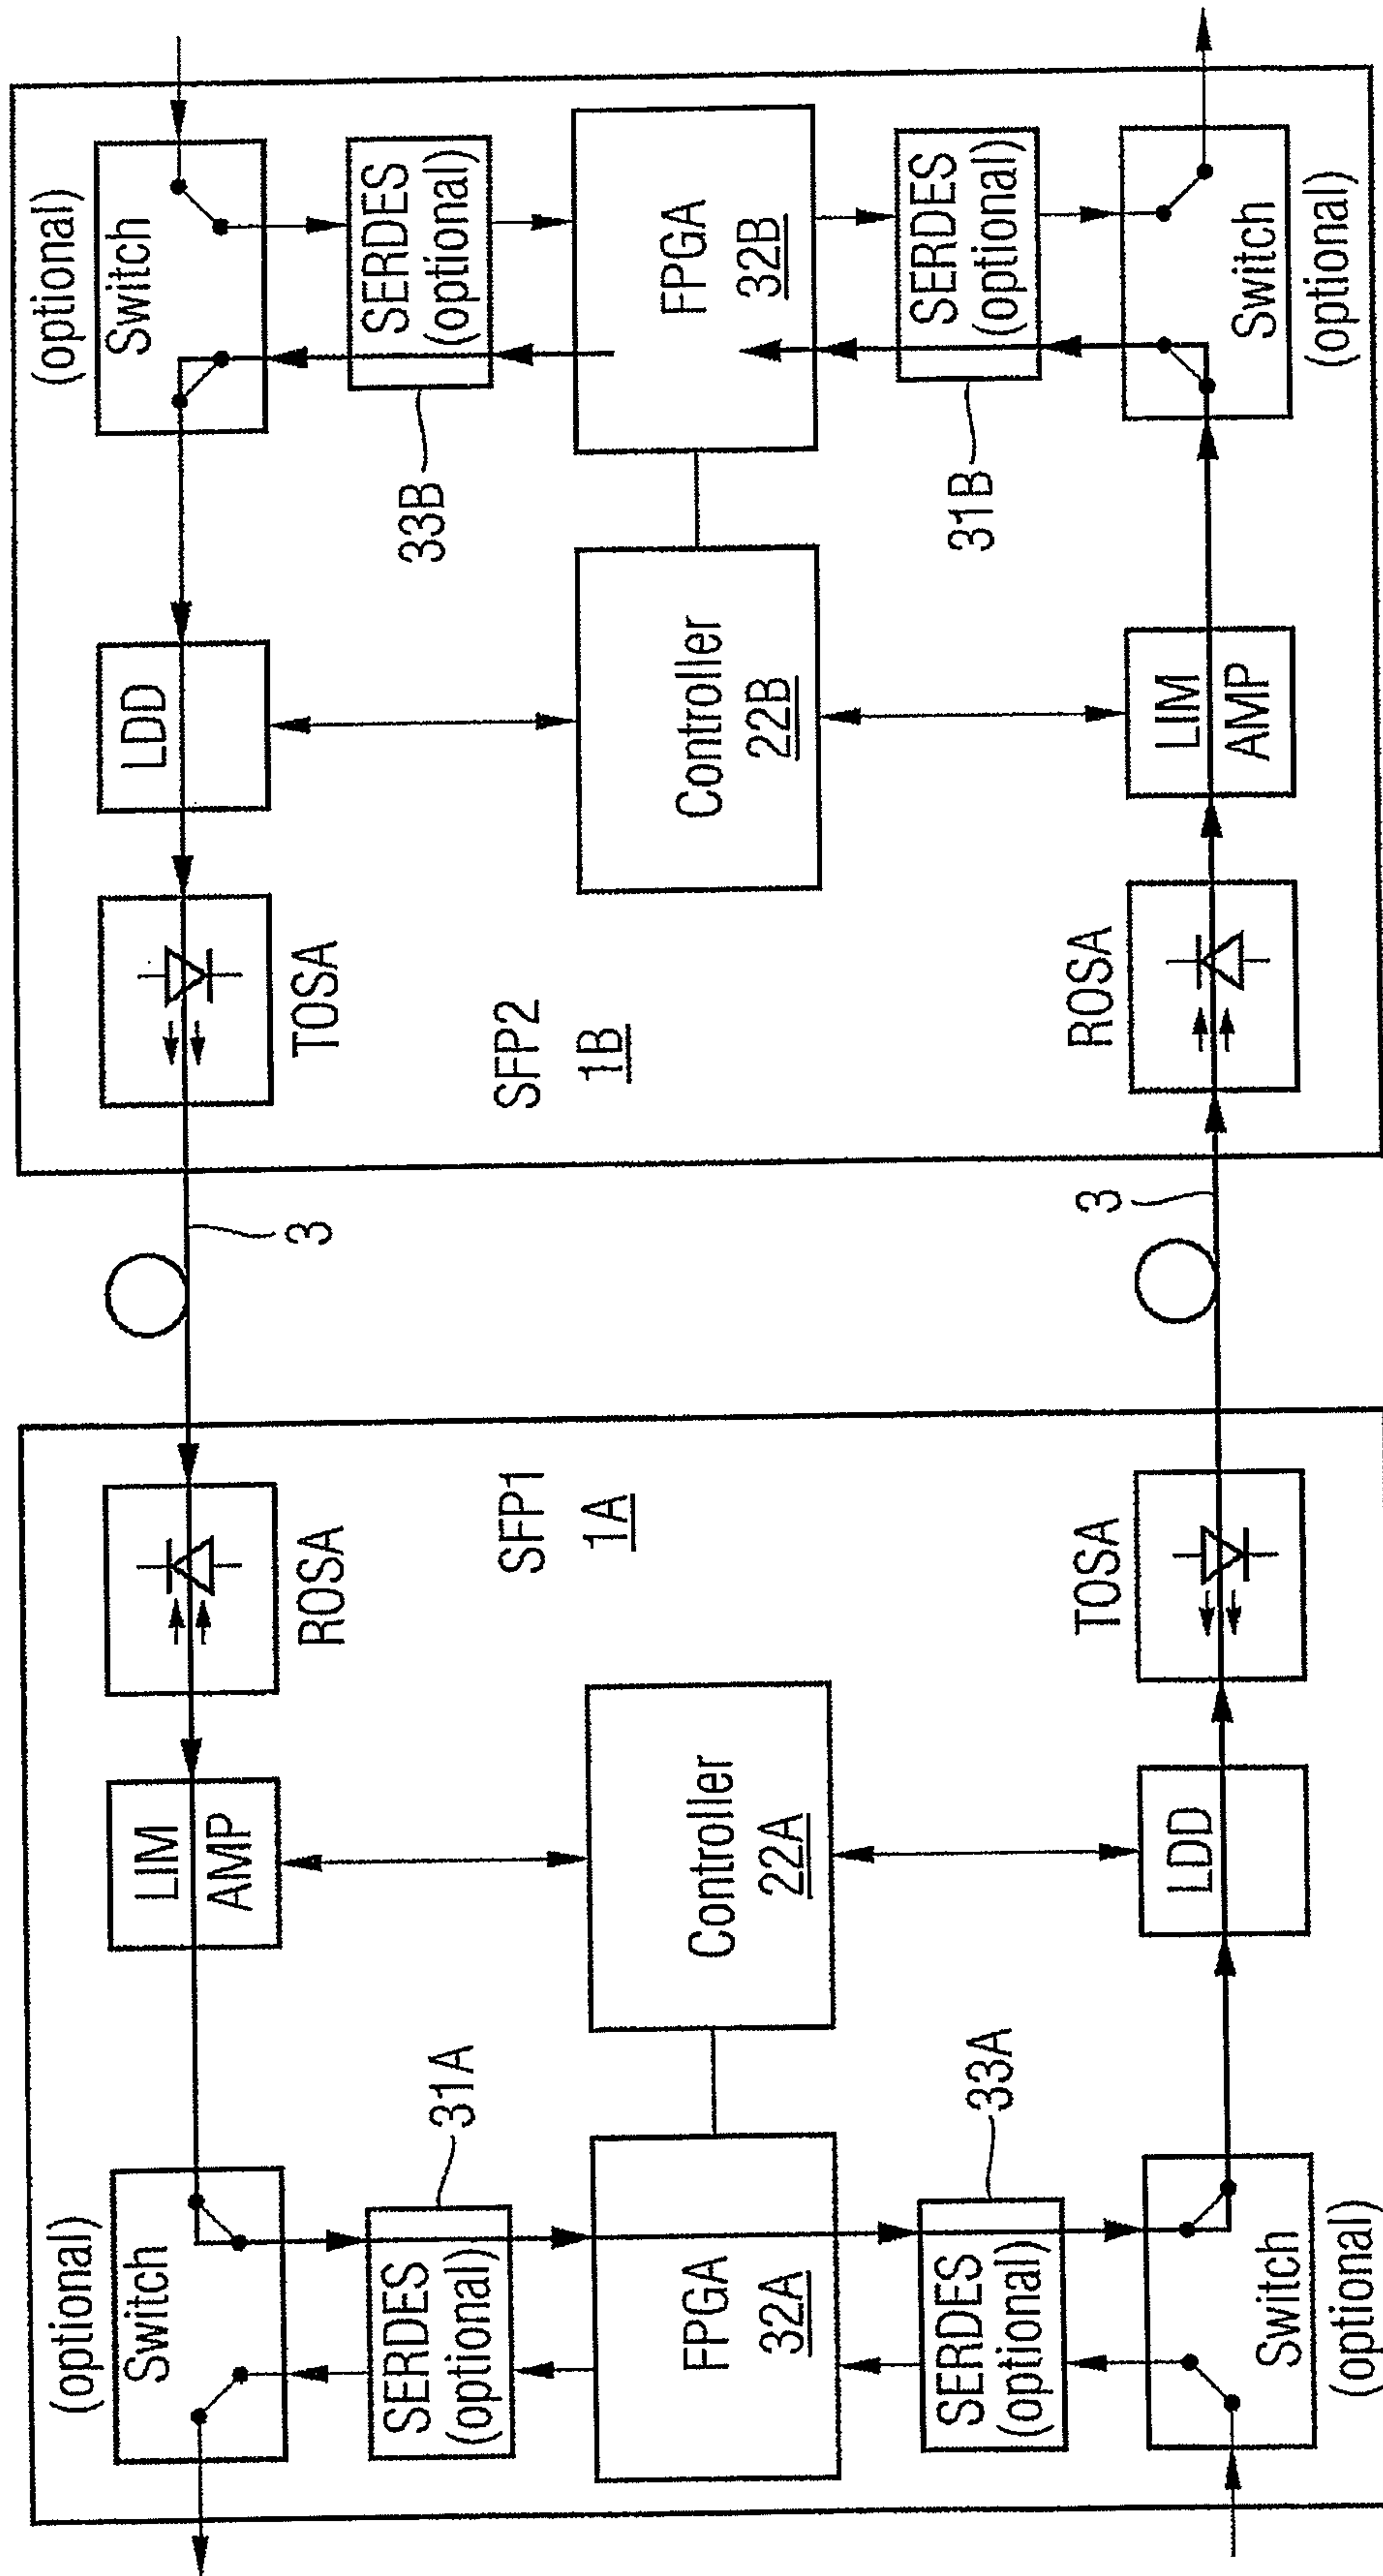 (optional)
Switch
LIM
AMP
ROSA
SERDES
(optional)
31A
SFP1
1A
FPGA
32A
Controller
22A
SERDES
(optional)
33A
LDD
TOSA
Switch
(optional)
3
3
(optional)
Switch
LDD
TOSA
SERDES
(optional)
33B
SFP2
1B
FPGA
32B
Controller
22B
SERDES
(optional)
31B
LIM
AMP
ROSA
Switch
(optional)